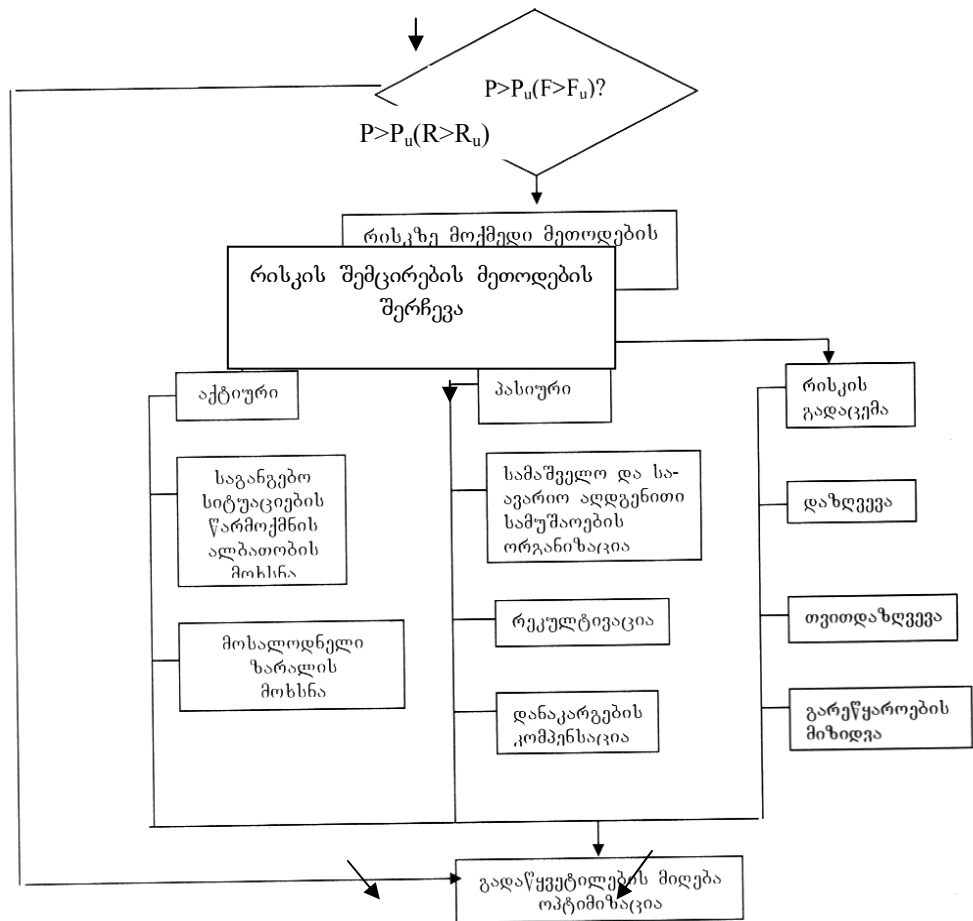 P>Pᵤ(F>Fᵤ)?
P>Pᵤ(R>Rᵤ)
რისკზე მოქმედი მეთოდების
რისკის შემცირების მეთოდების
შერჩევა
აქტიური
საგანგებო
სიტუაციების
წარმოქმნის
ალბათობის
მოხსნა
მოსალოდნელი
ზარალის
მოხსნა
პასიური
სამაშველო და სა-
ავარიო აღდგენითი
სამუშაოების
ორგანიზაცია
რეკულტივაცია
დანაკარგების
კომპენსაცია
რისკის
გადაცემა
დაზღვევა
თვითდაზღვევა
გარეწყაროების
მიზიდვა
გადაწყვეტილების მიღება
ოპტიმიზაცია